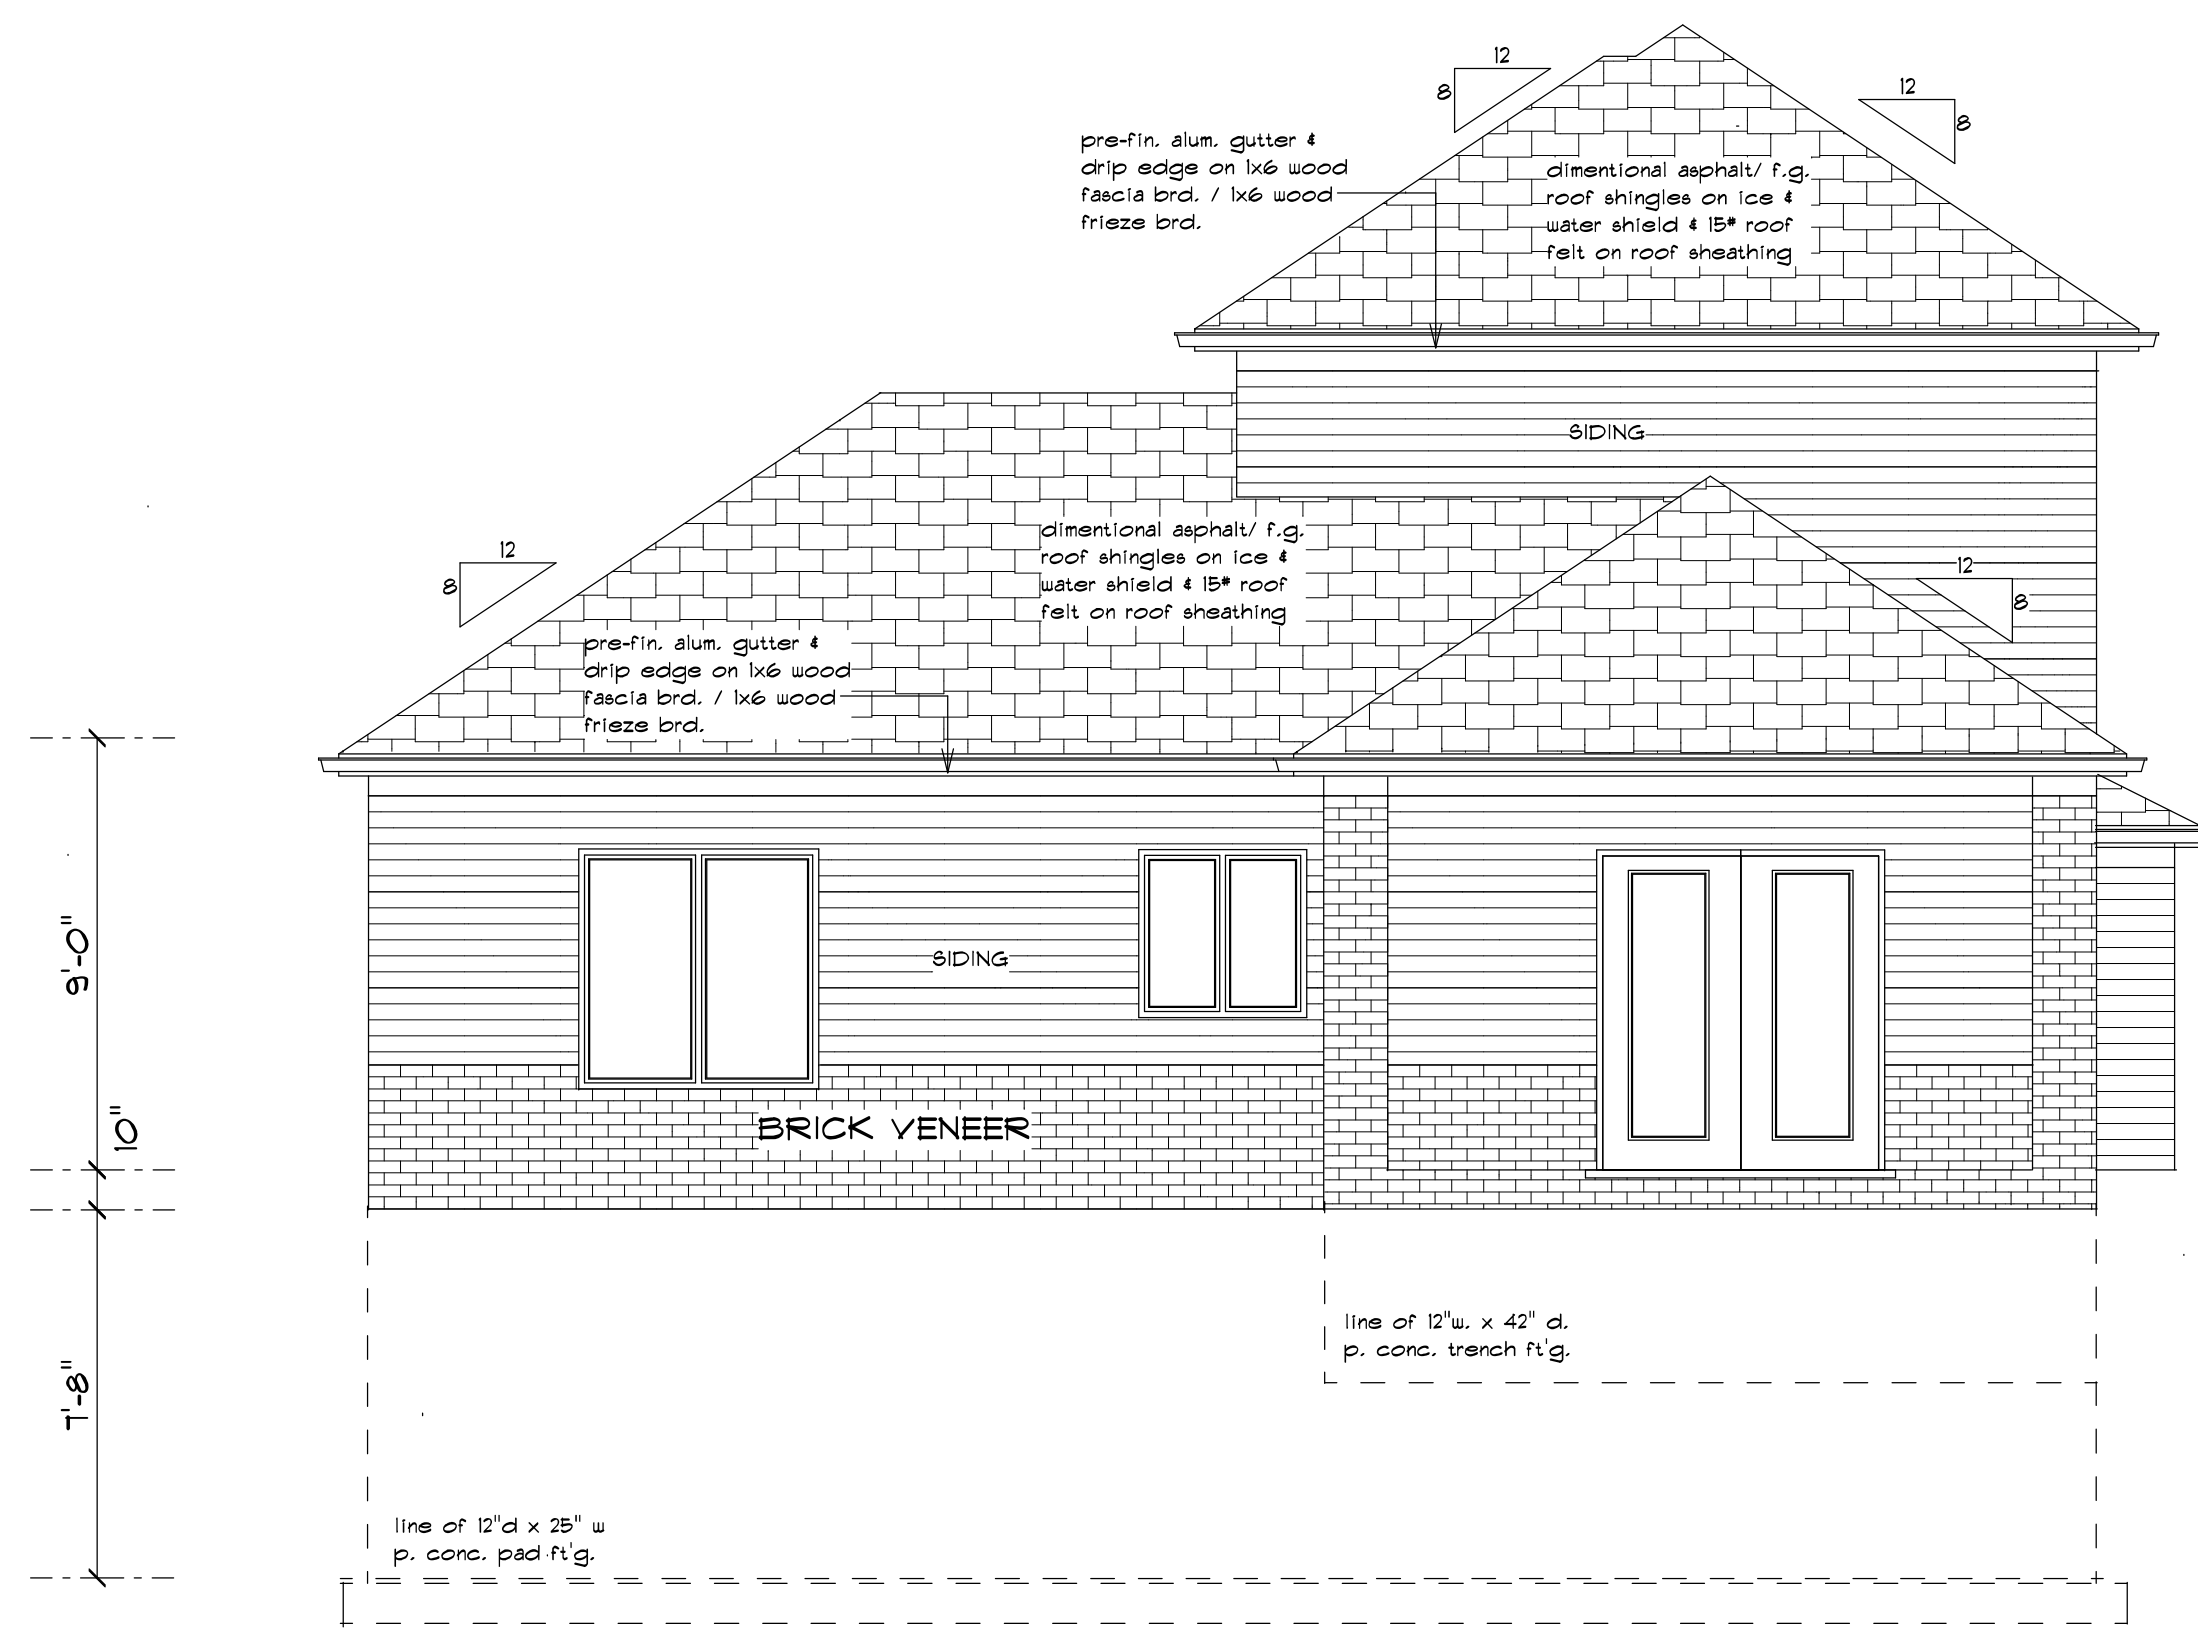 12
8
12
8
pre-fin. alum. gutter &
drip edge on 1x6 wood
fascia brd. / 1x6 wood
frieze brd.
dimentional asphalt/ f.g.
roof shingles on ice &
water shield & 15# roof
felt on roof sheathing
SIDING
12
8
dimentional asphalt/ f.g.
roof shingles on ice &
water shield & 15# roof
felt on roof sheathing
12
8
pre-fin. alum. gutter &
drip edge on 1x6 wood
fascia brd. / 1x6 wood
frieze brd.
9'-0"
SIDING
10"
BRICK VENEER
7'-8"
line of 12"w. x 42" d.
p. conc. trench ft'g.
line of 12"d x 25" w
p. conc. pad ft'g.